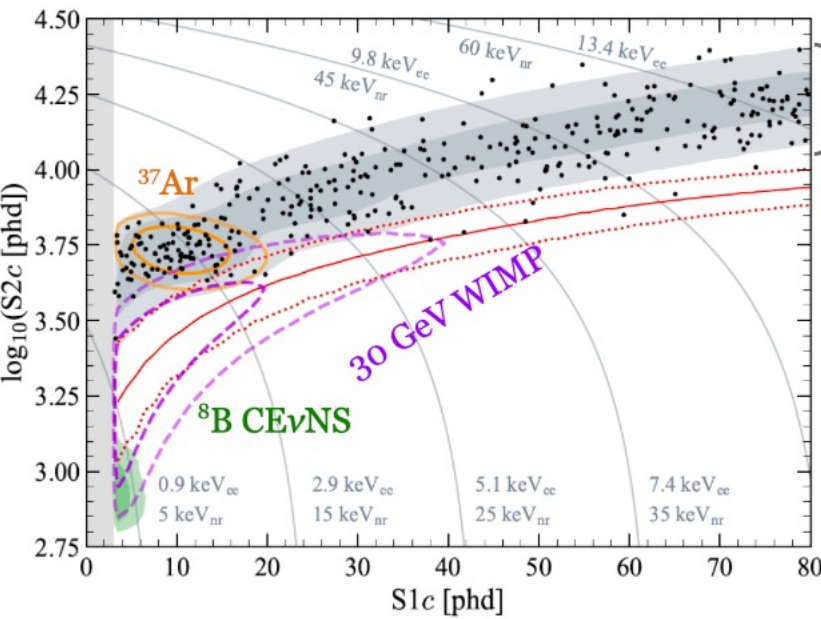 4.50
4.25
4.00
3.75
3.50
3.25
3.00
2.75
log₁₀(S2c [phd]
9.8 keVₑₑ
45 keVₙᵣ
60 keVₙᵣ
13.4 keVₑₑ
³⁷Ar
30 GeV WIMP
⁸B CEνNS
0.9 keVₑₑ
5 keVₙᵣ
2.9 keVₑₑ
15 keVₙᵣ
5.1 keVₑₑ
25 keVₙᵣ
7.4 keVₑₑ
35 keVₙᵣ
0 10 20 30 40 50 60 70 80
S1c [phd]